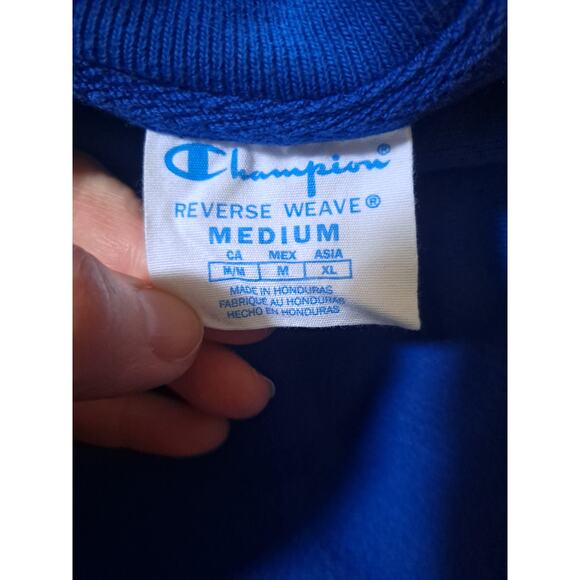 Champion®
REVERSE WEAVE®
MEDIUM
CA MEX ASIA
M/M M XL
MADE IN HONDURAS
FABRIQUE AU HONDURAS
HECHO EN HONDURAS